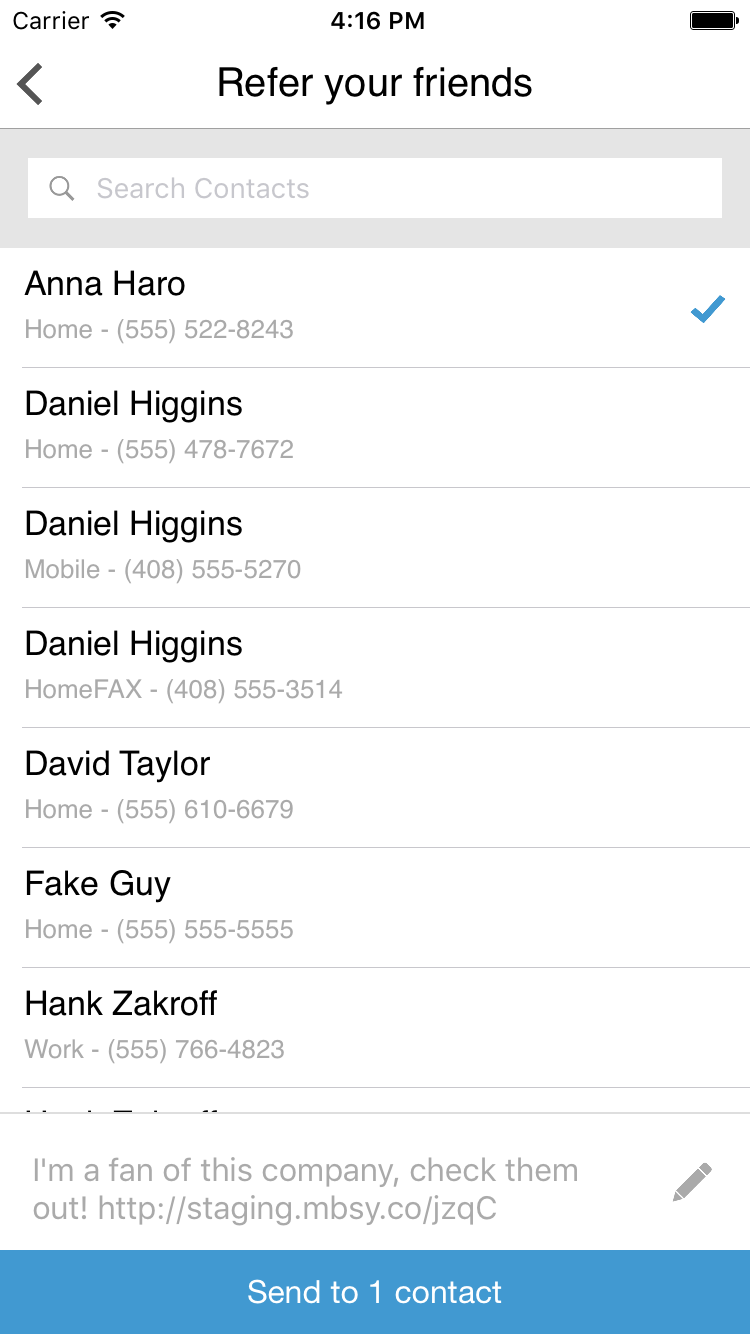 Carrier 4:16 PM
Refer your friends
Search Contacts
Anna Haro
Home - (555) 522-8243
Daniel Higgins
Home - (555) 478-7672
Daniel Higgins
Mobile - (408) 555-5270
Daniel Higgins
HomeFAX - (408) 555-3514
David Taylor
Home - (555) 610-6679
Fake Guy
Home - (555) 555-5555
Hank Zakroff
Work - (555) 766-4823
I'm a fan of this company, check them
out! http://staging.mbsy.co/jzqC
Send to 1 contact